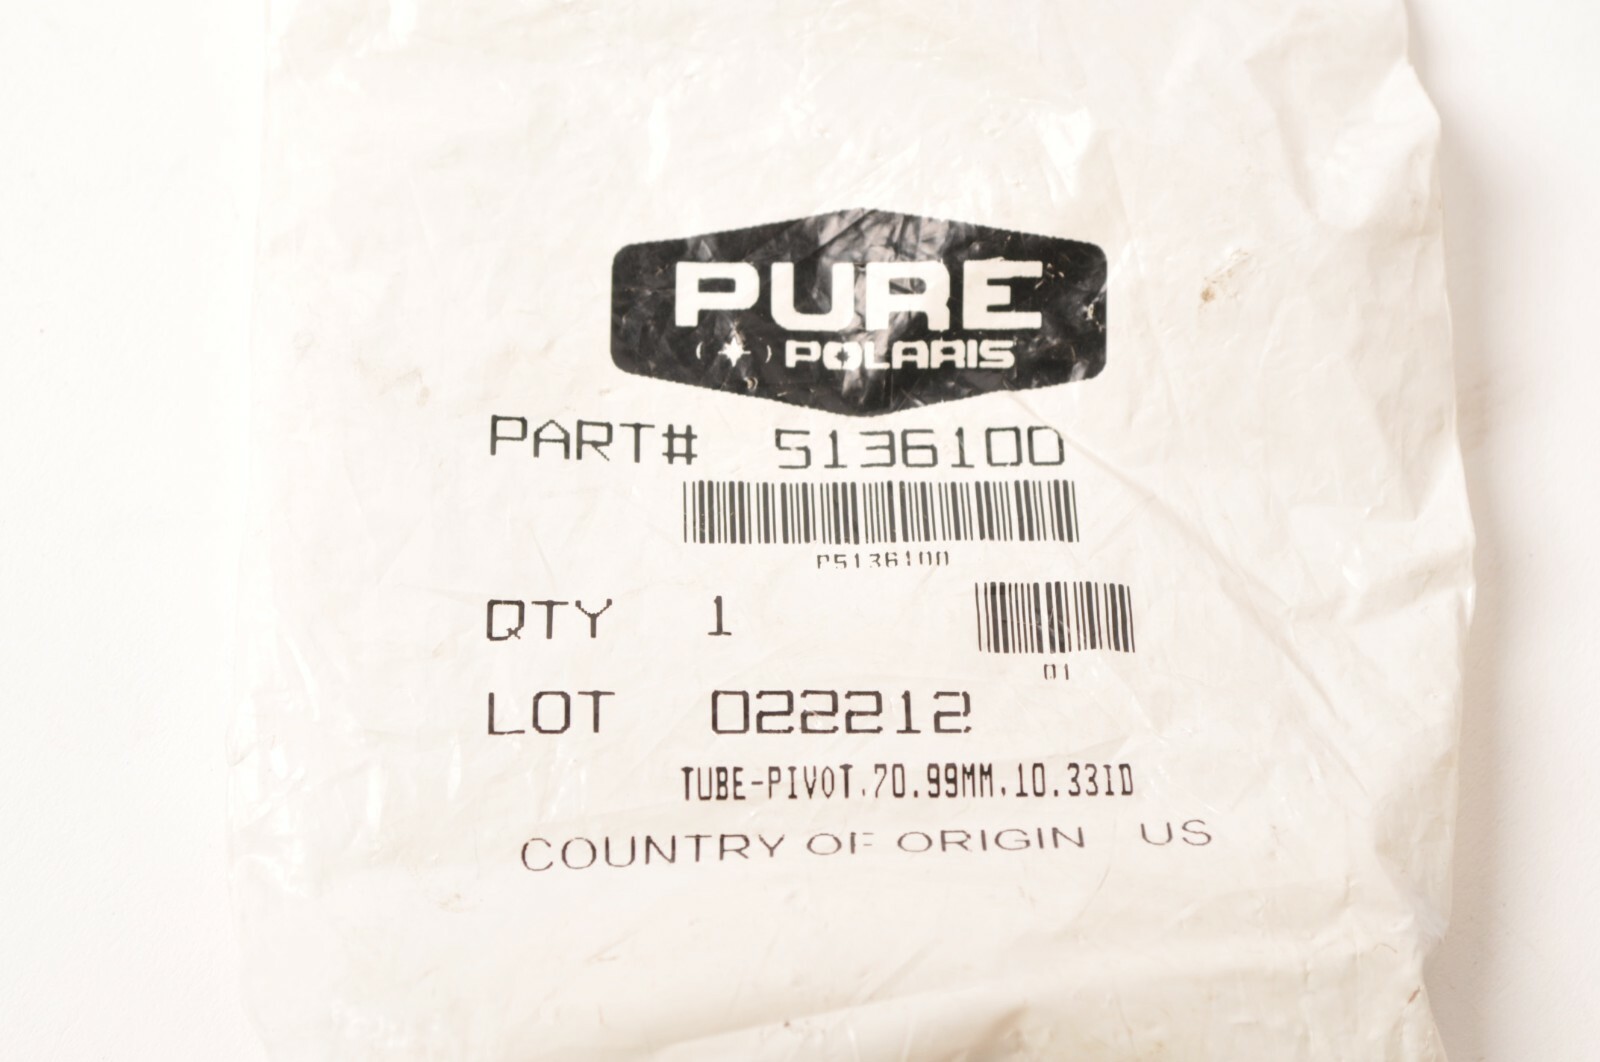 PURE
POLARIS
PART# 5136100
P5136100
QTY 1
01
LOT 022212
TUBE-PIVOT,70.99MM,10.33ID
COUNTRY OF ORIGIN US